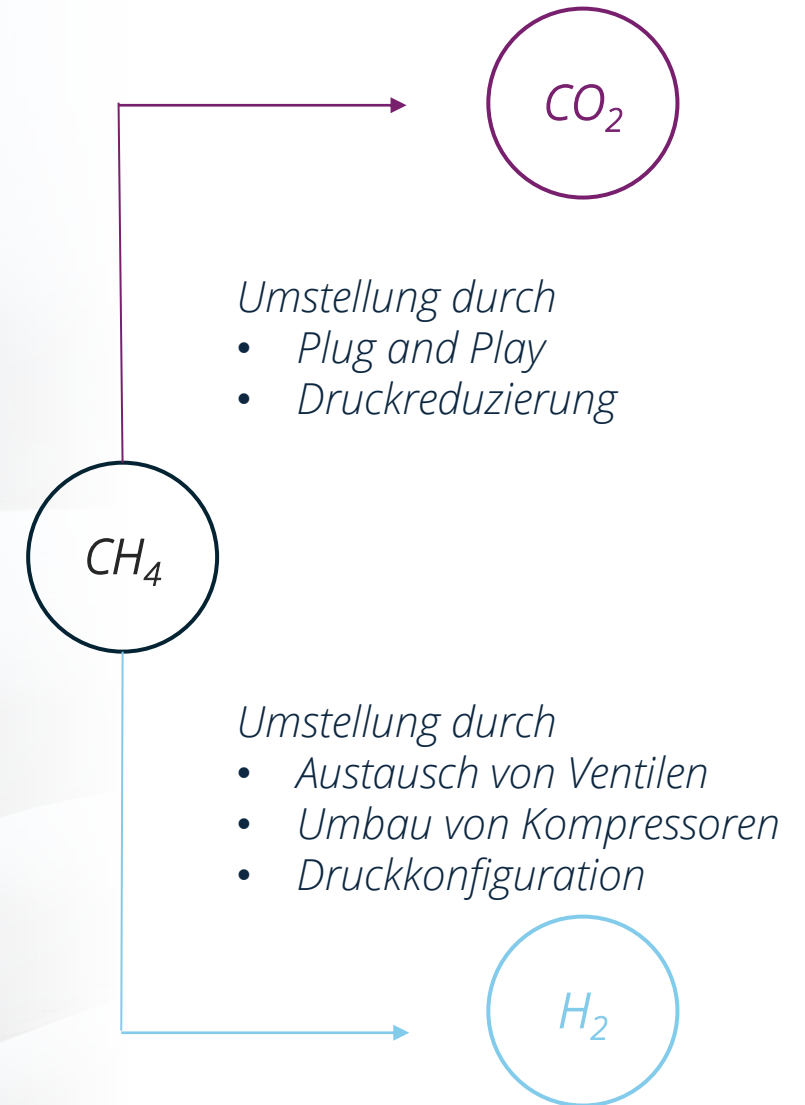 CO₂
Umstellung durch
• Plug and Play
• Druckreduzierung
CH₄
Umstellung durch
• Austausch von Ventilen
• Umbau von Kompressoren
• Druckkonfiguration
H₂